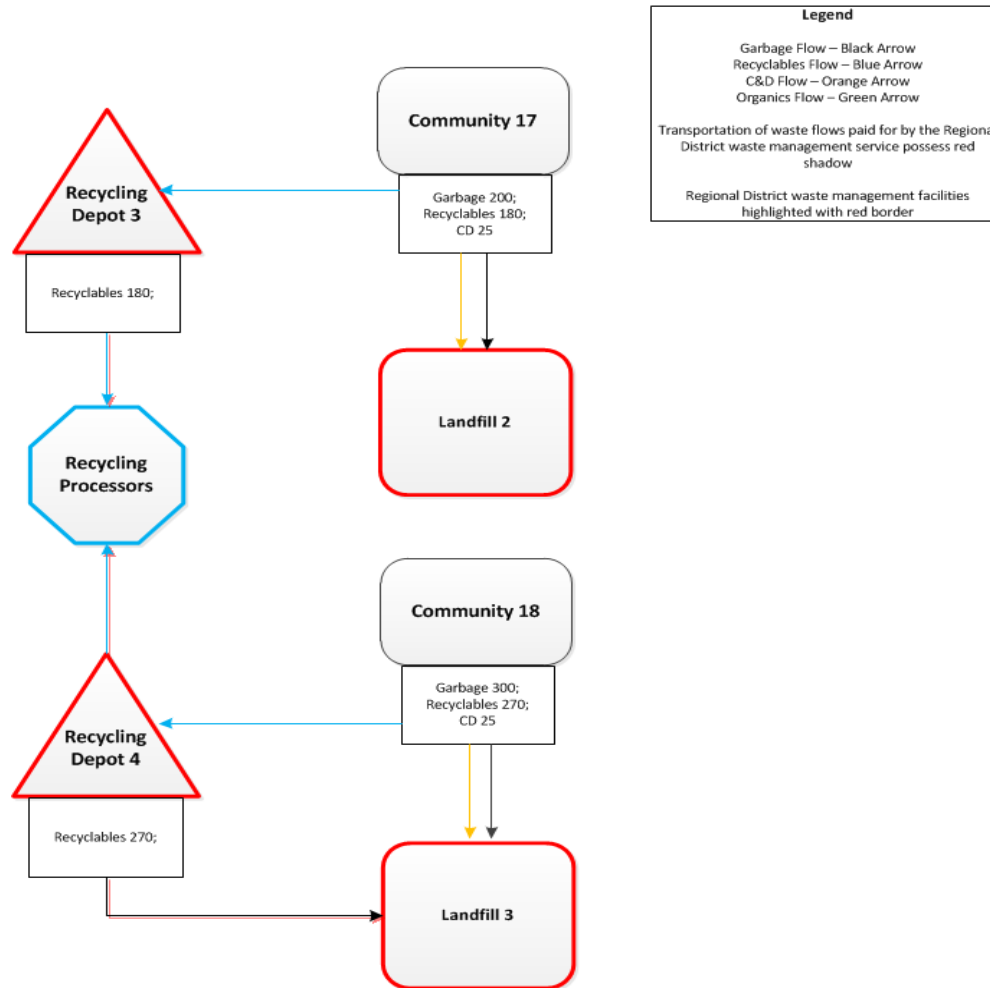 Legend
Garbage Flow – Black Arrow
Recyclables Flow – Blue Arrow
C&D Flow – Orange Arrow
Organics Flow – Green Arrow
Transportation of waste flows paid for by the Regiona
District waste management service possess red
shadow
Regional District waste management facilities
highlighted with red border
Community 17
Garbage 200;
Recyclables 180;
CD 25
Recycling
Depot 3
Recyclables 180;
Landfill 2
Recycling
Processors
Community 18
Garbage 300;
Recyclables 270;
CD 25
Recycling
Depot 4
Recyclables 270;
Landfill 3